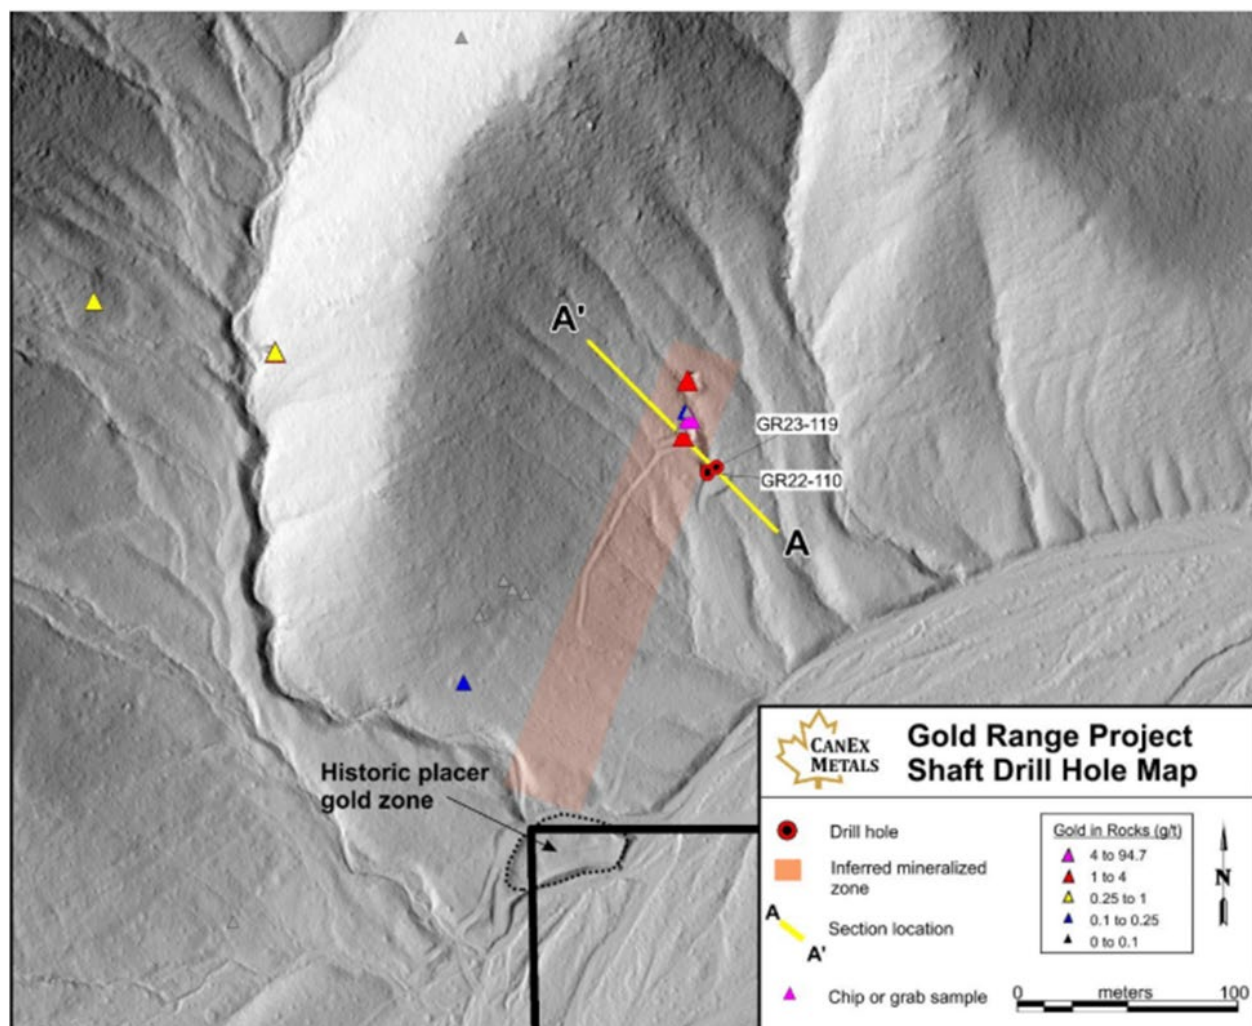 A'
GR23-119
GR22-110
A
Historic placer
gold zone
CANEX
METALS
Gold Range Project
Shaft Drill Hole Map
Drill hole
Inferred mineralized
zone
A
Section location
A'
Chip or grab sample
Gold in Rocks (g/t)
4 to 94.7
1 to 4
0.25 to 1
0.1 to 0.25
0 to 0.1
N
0 meters 100